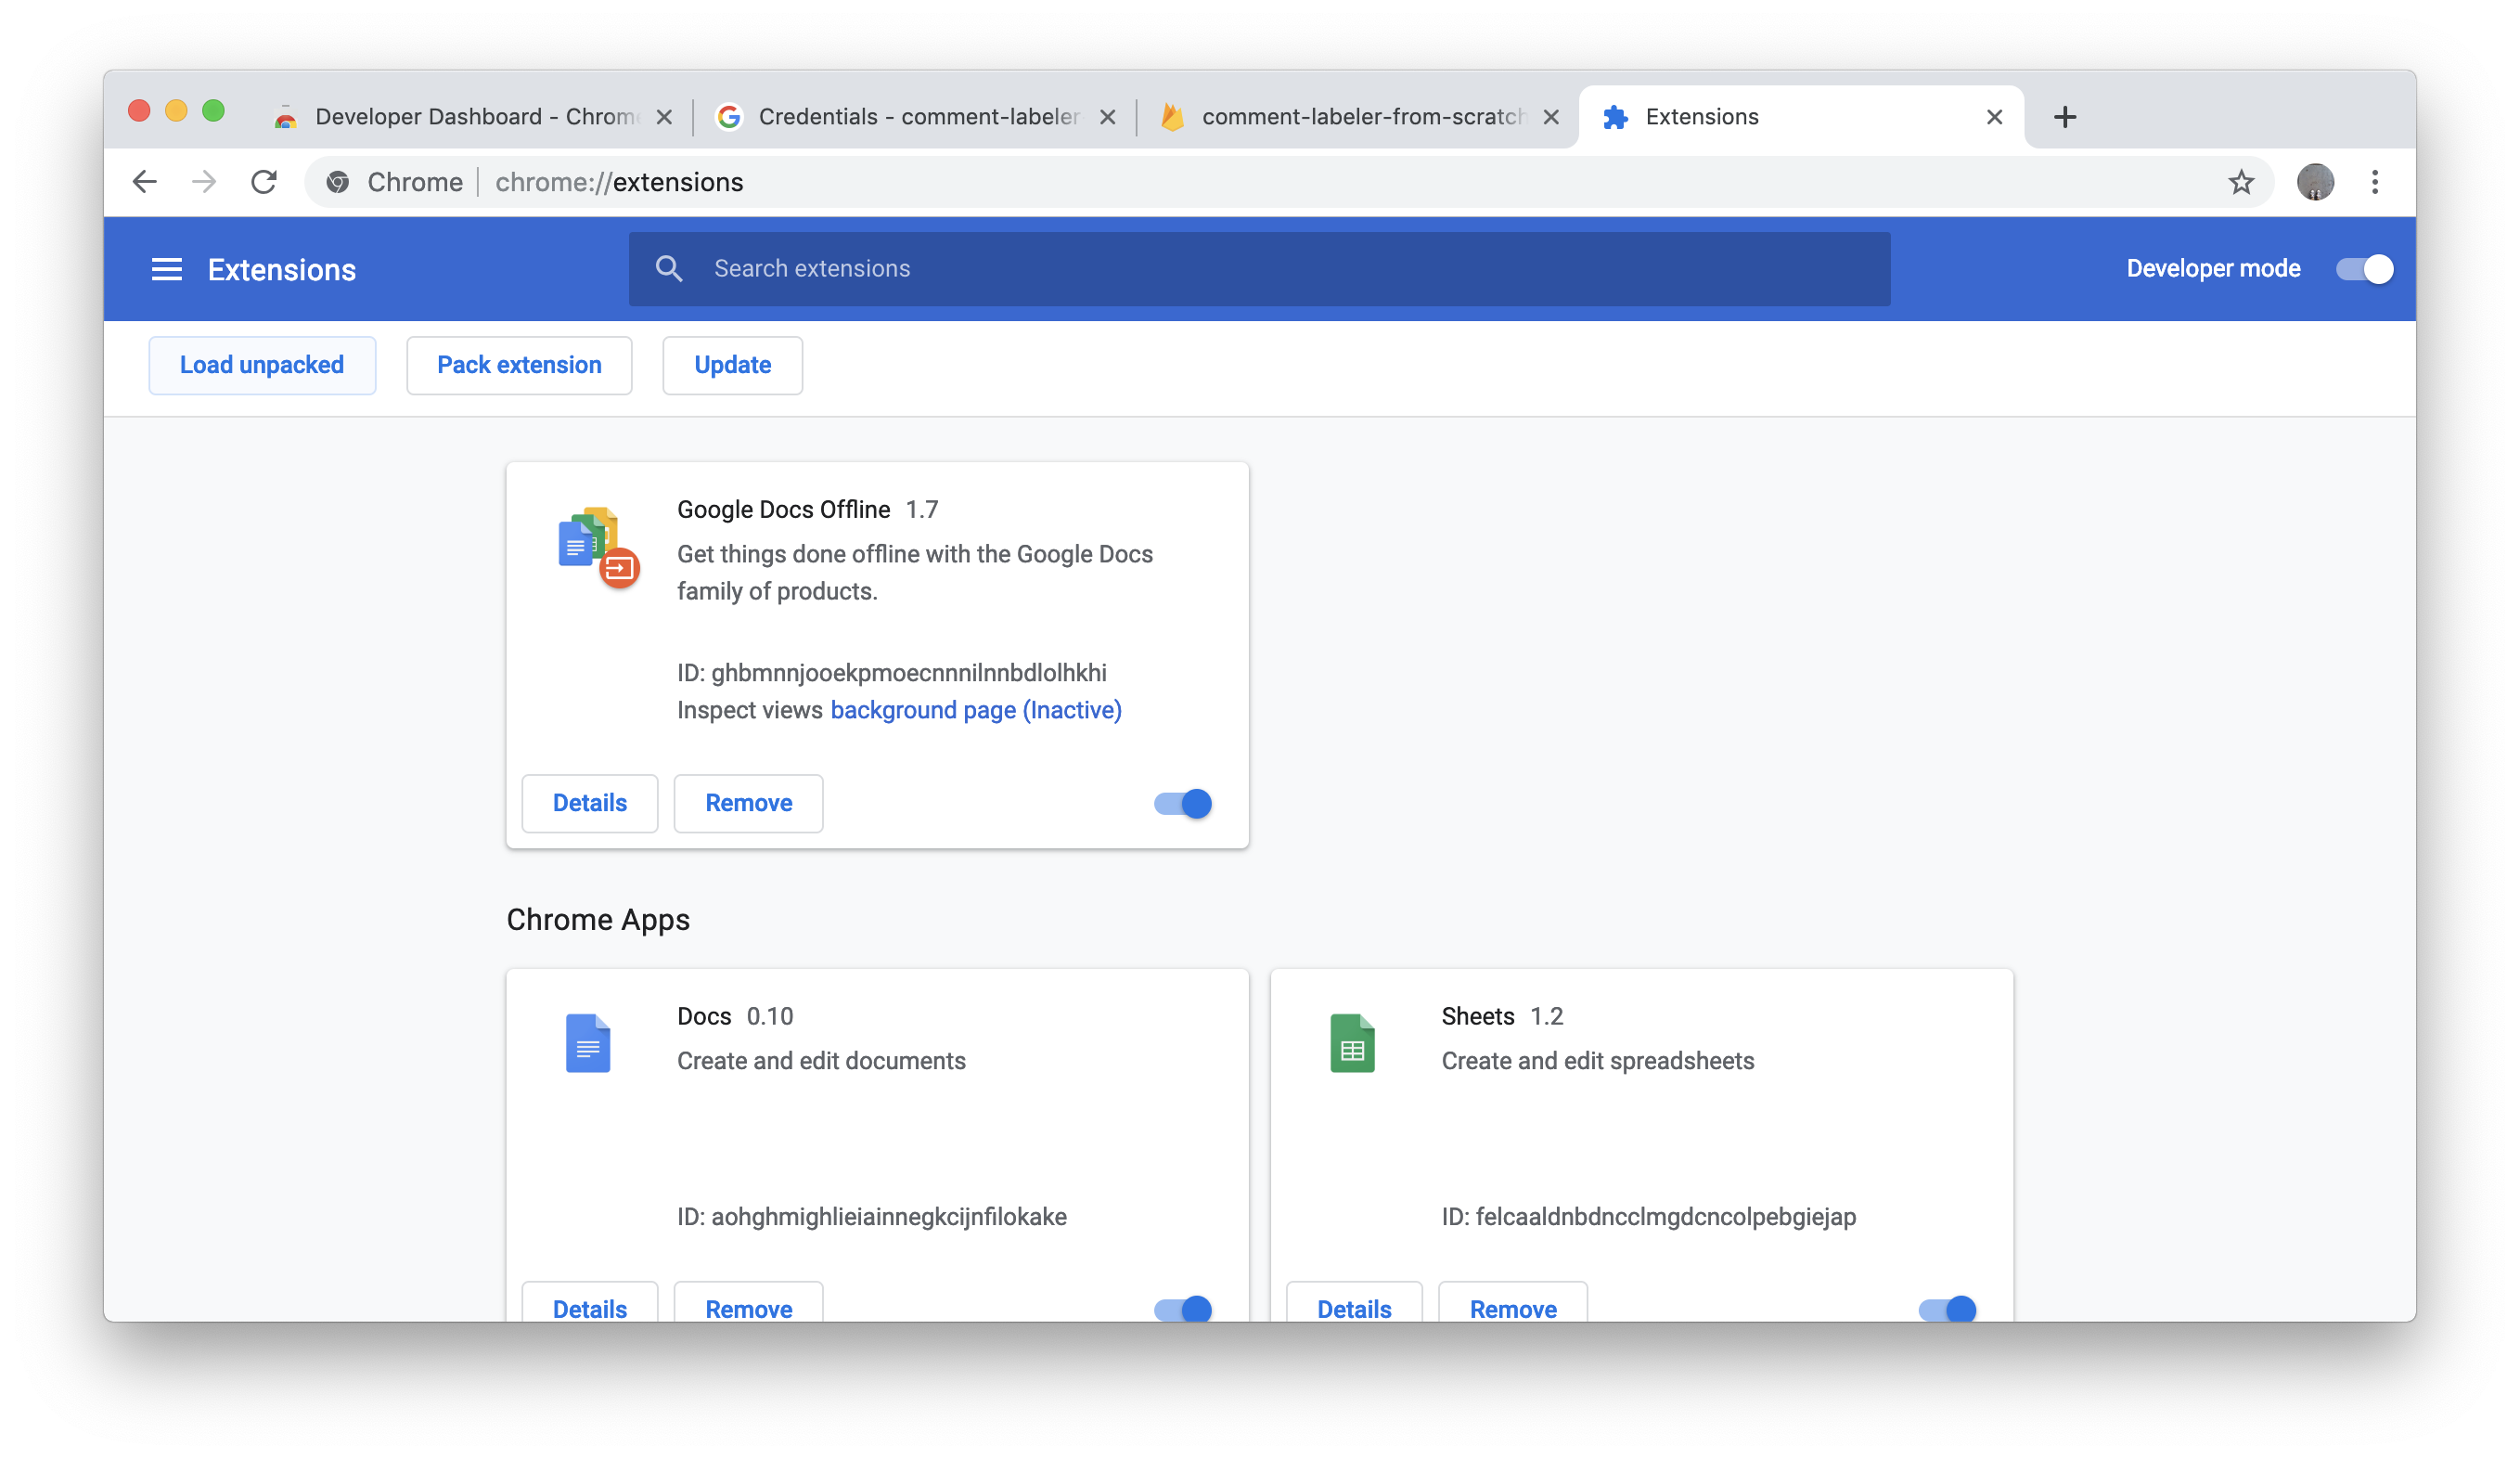 Developer Dashboard - Chrome
Credentials - comment-labeler-
comment-labeler-from-scratch
Extensions
Chrome
chrome://extensions
Extensions
Search extensions
Developer mode
Load unpacked
Pack extension
Update
Google Docs Offline 1.7
Get things done offline with the Google Docs
family of products.
ID: ghbmnnjooekpmoecnnnilnnbdlolhkhi
Inspect views background page (Inactive)
Details
Remove
Chrome Apps
Docs 0.10
Create and edit documents
ID: aohghmighlieiainnegkcijnfilokake
Details
Remove
Sheets 1.2
Create and edit spreadsheets
ID: felcaaldnbdncclmgdcncolpebgiejap
Details
Remove